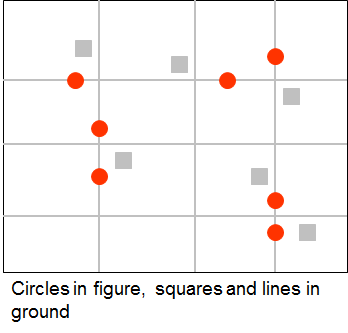 Circles in figure, squares and lines in
ground